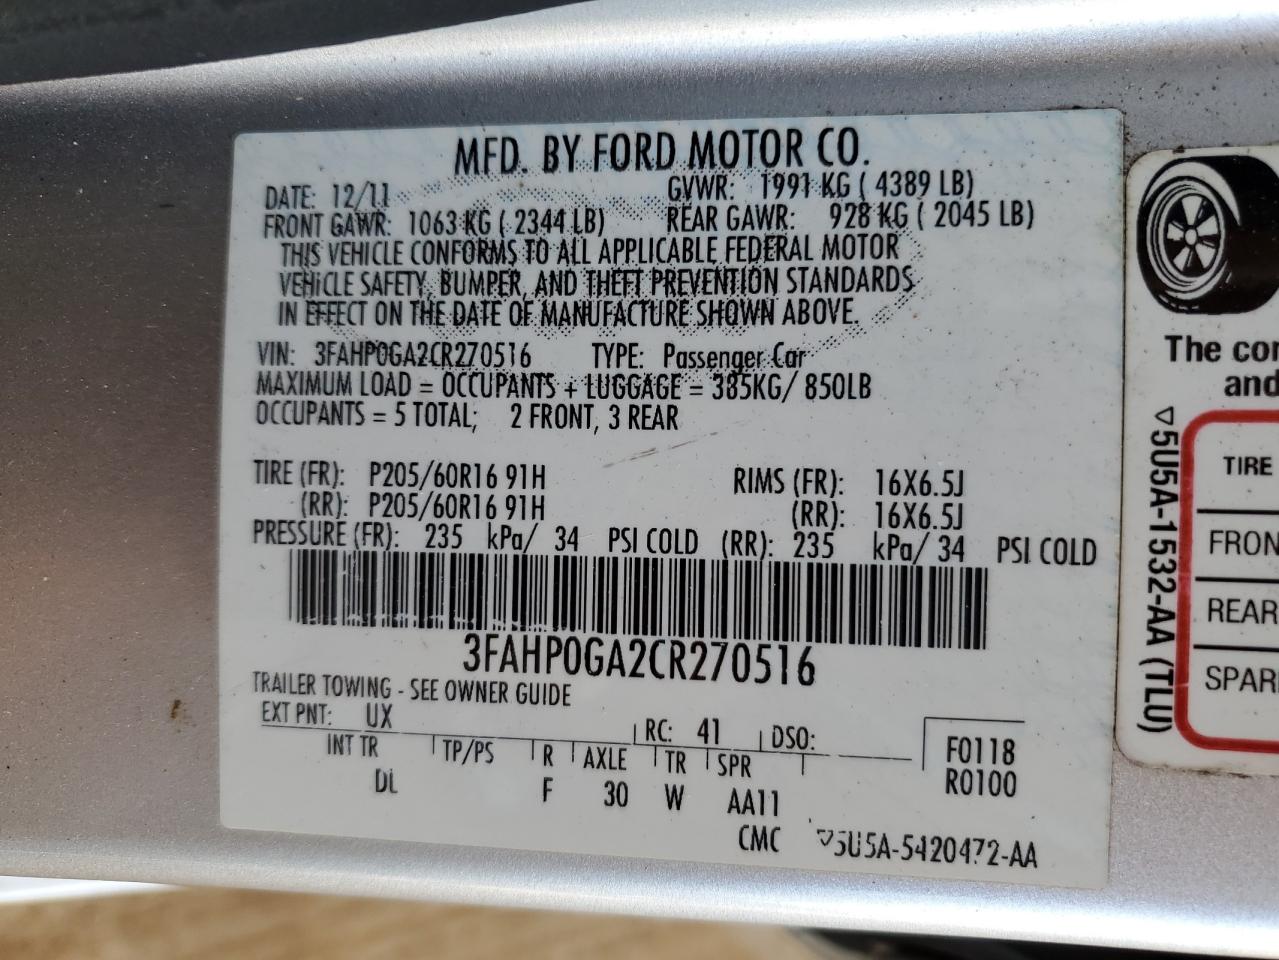 MFD. BY FORD MOTOR CO.
DATE: 12/11 GVWR: 1991 KG ( 4389 LB)
FRONT GAWR: 1063 KG ( 2344 LB) REAR GAWR: 928 KG ( 2045 LB)
THIS VEHICLE CONFORMS TO ALL APPLICABLE FEDERAL MOTOR
VEHICLE SAFETY, BUMPER, AND THEFT PREVENTION STANDARDS
IN EFFECT ON THE DATE OF MANUFACTURE SHOWN ABOVE.
VIN: 3FAHP0GA2CR270516 TYPE: Passenger Car
MAXIMUM LOAD = OCCUPANTS + LUGGAGE = 385KG/ 850LB
OCCUPANTS = 5 TOTAL; 2 FRONT, 3 REAR
TIRE (FR): P205/60R16 91H RIMS (FR): 16X6.5J
(RR): P205/60R16 91H (RR): 16X6.5J
PRESSURE (FR): 235 kPa/ 34 PSI COLD (RR): 235 kPa/ 34 PSI COLD
3FAHP0GA2CR270516
TRAILER TOWING - SEE OWNER GUIDE
EXT PNT: UX RC: 41 DSO:
INT TR TP/PS R AXLE TR SPR F0118
DL F 30 W AA11 R0100
CMC ▽5U5A-5420472-AA
The con
and
▽5U5A-1532-AA (TLU)
TIRE
FRON
REAR
SPAR